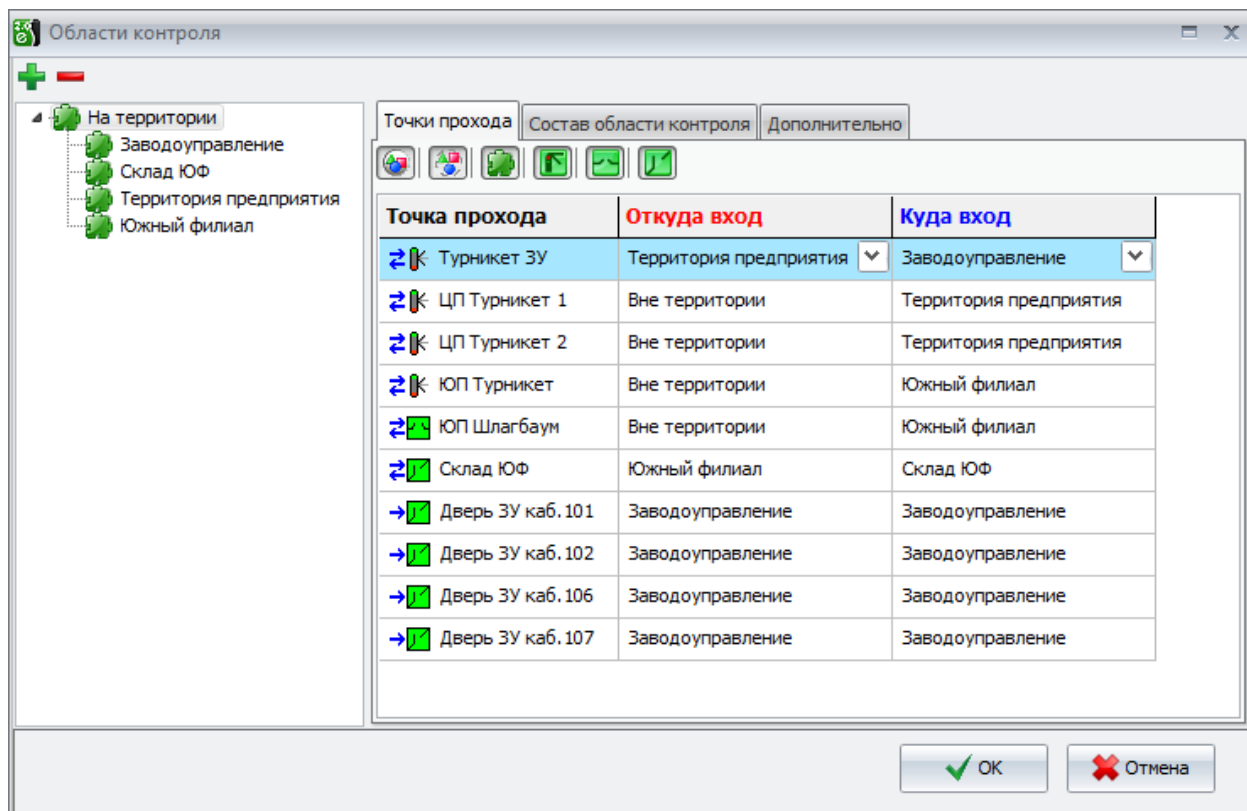 Области контроля
На территории
Заводоуправление
Склад ЮФ
Территория предприятия
Южный филиал
Точки прохода Состав области контроля Дополнительно
Точка прохода Откуда вход Куда вход
Турникет ЗУ Территория предприятия Заводоуправление
ЦП Турникет 1 Вне территории Территория предприятия
ЦП Турникет 2 Вне территории Территория предприятия
ЮП Турникет Вне территории Южный филиал
ЮП Шлагбаум Вне территории Южный филиал
Склад ЮФ Южный филиал Склад ЮФ
Дверь ЗУ каб.101 Заводоуправление Заводоуправление
Дверь ЗУ каб.102 Заводоуправление Заводоуправление
Дверь ЗУ каб.106 Заводоуправление Заводоуправление
Дверь ЗУ каб.107 Заводоуправление Заводоуправление
OK Отмена